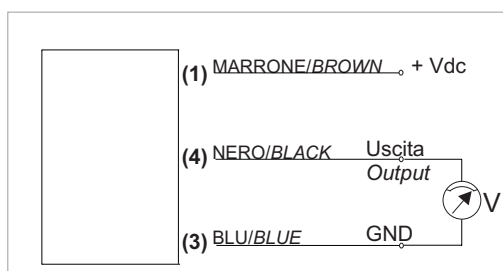 (1) MARRONE/BROWN + Vdc
(4) NERO/BLACK Uscita
Output
V
(3) BLU/BLUE GND